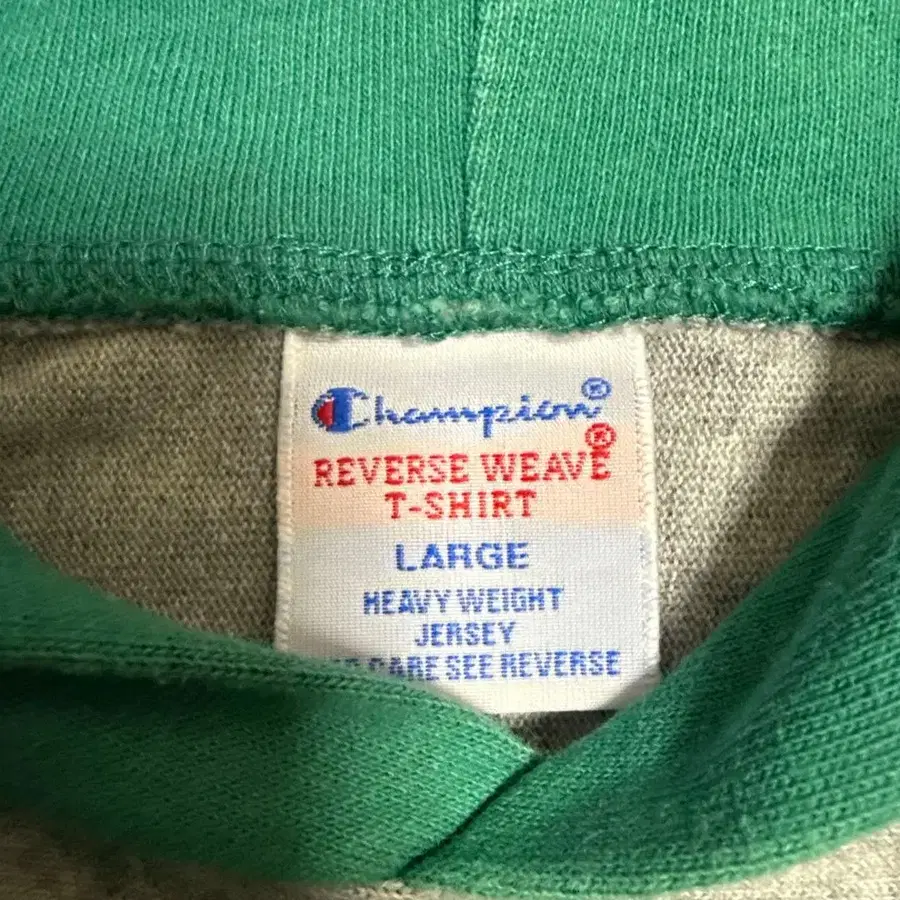 Champion®
®
REVERSE WEAVE
T-SHIRT
LARGE
HEAVY WEIGHT
JERSEY
CARE SEE REVERSE